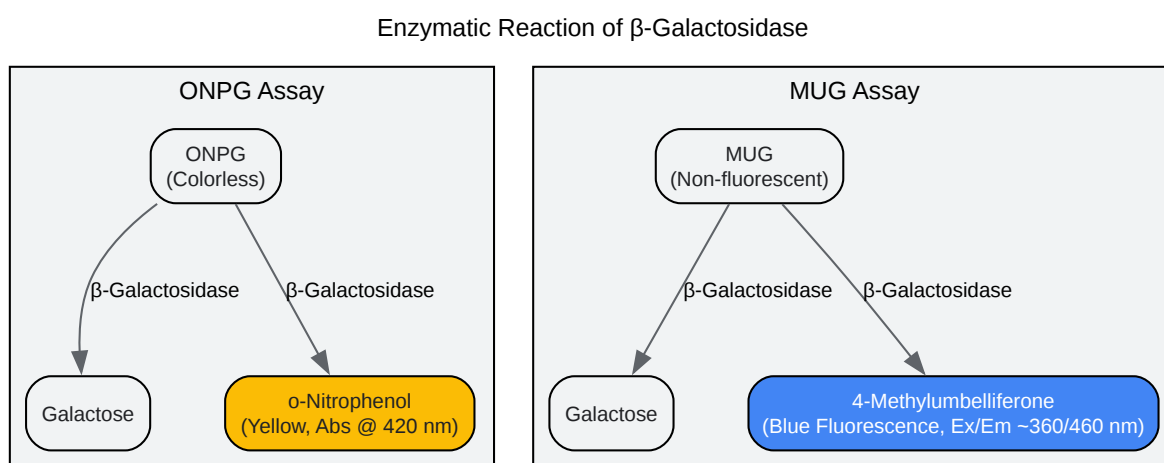 Enzymatic Reaction of β-Galactosidase
ONPG Assay
ONPG
(Colorless)
β-Galactosidase
β-Galactosidase
Galactose
o-Nitrophenol
(Yellow, Abs @ 420 nm)
MUG Assay
MUG
(Non-fluorescent)
β-Galactosidase
β-Galactosidase
Galactose
4-Methylumbelliferone
(Blue Fluorescence, Ex/Em ~360/460 nm)